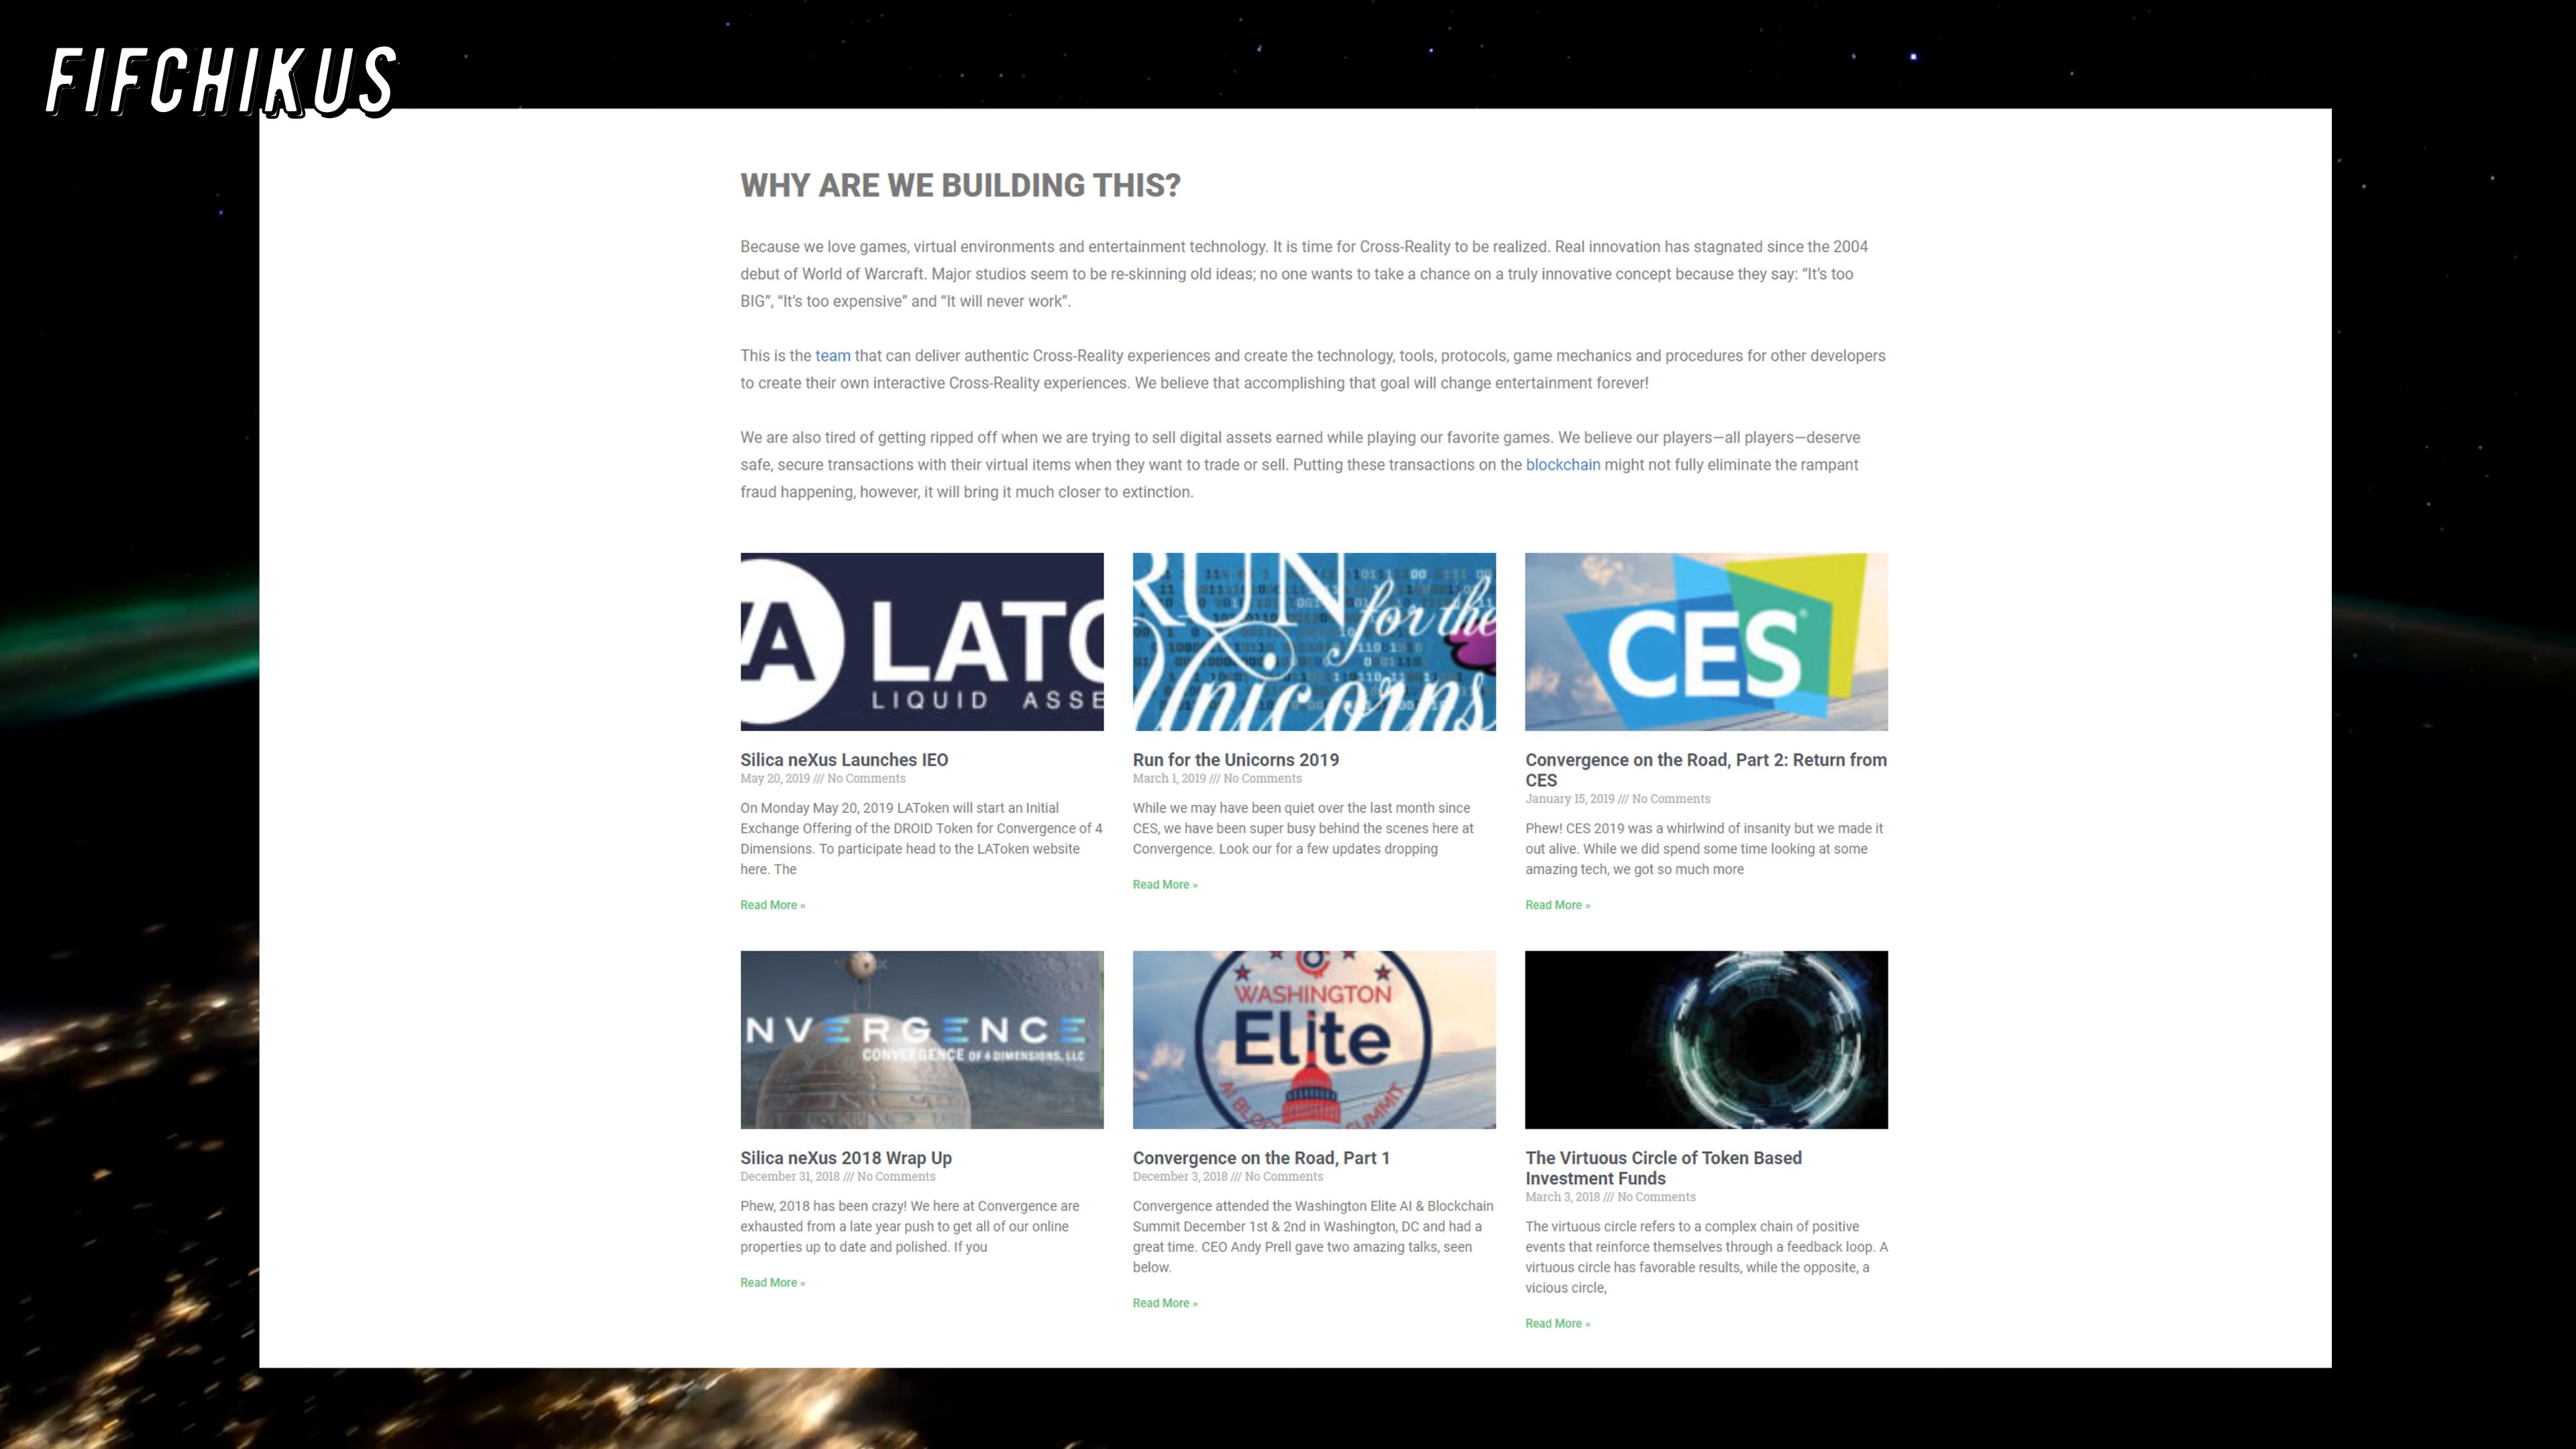 FIFCHIKUS
WHY ARE WE BUILDING THIS?
Because we love games, virtual environments and entertainment technology. It is time for Cross-Reality to be realized. Real innovation has stagnated since the 2004
debut of World of Warcraft. Major studios seem to be re-skinning old ideas; no one wants to take a chance on a truly innovative concept because they say: “It’s too
BIG”, “It’s too expensive” and “It will never work”.
This is the team that can deliver authentic Cross-Reality experiences and create the technology, tools, protocols, game mechanics and procedures for other developers
to create their own interactive Cross-Reality experiences. We believe that accomplishing that goal will change entertainment forever!
We are also tired of getting ripped off when we are trying to sell digital assets earned while playing our favorite games. We believe our players—all players—deserve
safe, secure transactions with their virtual items when they want to trade or sell. Putting these transactions on the blockchain might not fully eliminate the rampant
fraud happening, however, it will bring it much closer to extinction.
A LATO
LIQUID ASSE
Silica neXus Launches IEO
May 20, 2019 /// No Comments
On Monday May 20, 2019 LAToken will start an Initial
Exchange Offering of the DROID Token for Convergence of 4
Dimensions. To participate head to the LAToken website
here. The
Read More »
RUN for the
Unicorns
Run for the Unicorns 2019
March 1, 2019 /// No Comments
While we may have been quiet over the last month since
CES, we have been super busy behind the scenes here at
Convergence. Look our for a few updates dropping
Read More »
CES
Convergence on the Road, Part 2: Return from
CES
January 15, 2019 /// No Comments
Phew! CES 2019 was a whirlwind of insanity but we made it
out alive. While we did spend some time looking at some
amazing tech, we got so much more
Read More »
NVERGENCE
CONVERGENCE OF 4 DIMENSIONS, LLC
Silica neXus 2018 Wrap Up
December 31, 2018 /// No Comments
Phew, 2018 has been crazy! We here at Convergence are
exhausted from a late year push to get all of our online
properties up to date and polished. If you
Read More »
WASHINGTON
Elite
AI BLOC SUMMIT
Convergence on the Road, Part 1
December 3, 2018 /// No Comments
Convergence attended the Washington Elite AI & Blockchain
Summit December 1st & 2nd in Washington, DC and had a
great time. CEO Andy Prell gave two amazing talks, seen
below.
Read More »
The Virtuous Circle of Token Based
Investment Funds
March 3, 2018 /// No Comments
The virtuous circle refers to a complex chain of positive
events that reinforce themselves through a feedback loop. A
virtuous circle has favorable results, while the opposite, a
vicious circle,
Read More »